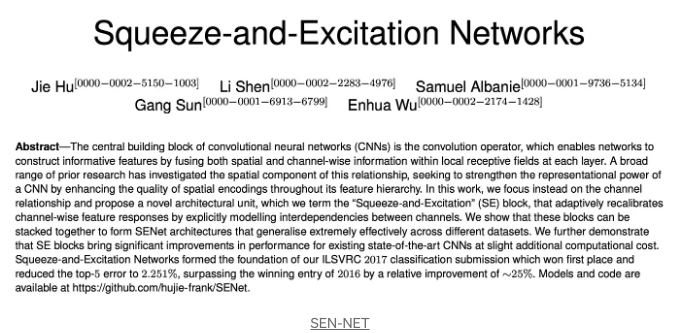 Squeeze-and-Excitation Networks
Jie Hu[0000−0002−5150−1003] Li Shen[0000−0002−2283−4976] Samuel Albanie[0000−0001−9736−5134]
Gang Sun[0000−0001−6913−6799] Enhua Wu[0000−0002−2174−1428]
Abstract—The central building block of convolutional neural networks (CNNs) is the convolution operator, which enables networks to
construct informative features by fusing both spatial and channel-wise information within local receptive fields at each layer. A broad
range of prior research has investigated the spatial component of this relationship, seeking to strengthen the representational power of
a CNN by enhancing the quality of spatial encodings throughout its feature hierarchy. In this work, we focus instead on the channel
relationship and propose a novel architectural unit, which we term the “Squeeze-and-Excitation” (SE) block, that adaptively recalibrates
channel-wise feature responses by explicitly modelling interdependencies between channels. We show that these blocks can be
stacked together to form SENet architectures that generalise extremely effectively across different datasets. We further demonstrate
that SE blocks bring significant improvements in performance for existing state-of-the-art CNNs at slight additional computational cost.
Squeeze-and-Excitation Networks formed the foundation of our ILSVRC 2017 classification submission which won first place and
reduced the top-5 error to 2.251%, surpassing the winning entry of 2016 by a relative improvement of ∼25%. Models and code are
available at https://github.com/hujie-frank/SENet.
SEN-NET